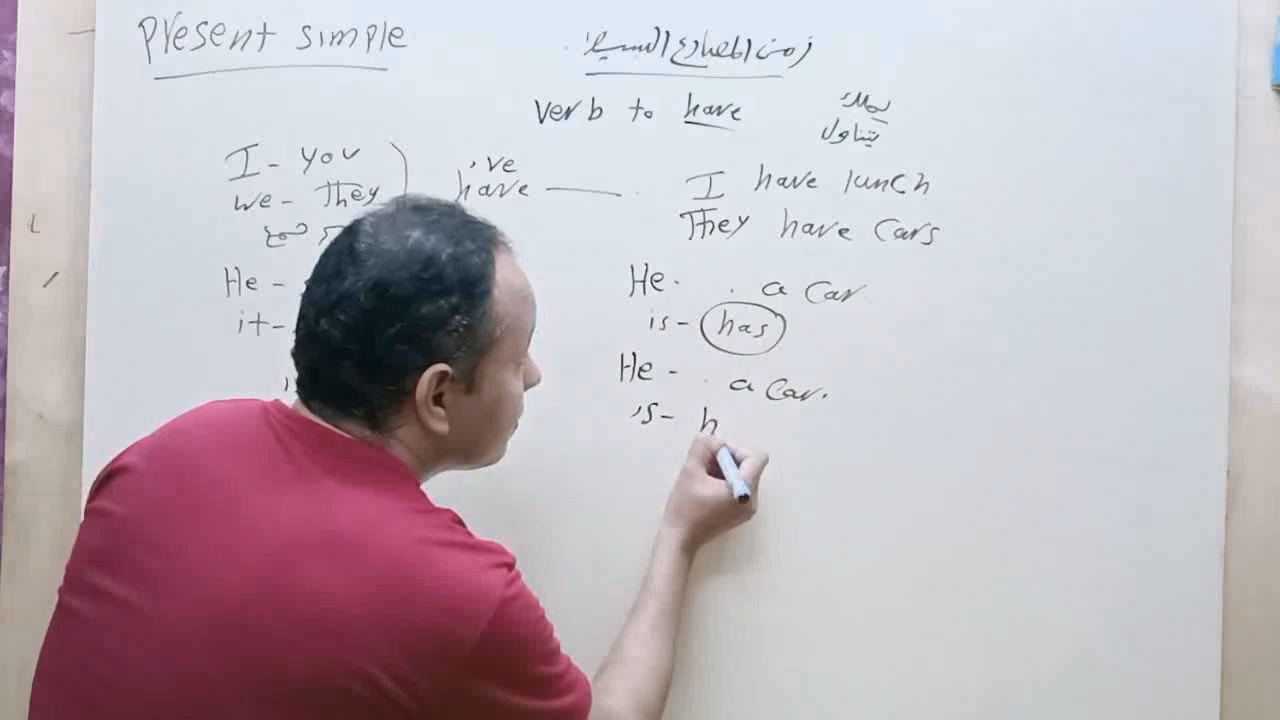 Present simple
زمن المضارع البسيط
verb to have
يملك
يتناول
I - you
we - They
جمع
've
have
I have lunch
They have cars
He -
it -
He. . a car
is - has
He - . a car.
's - h